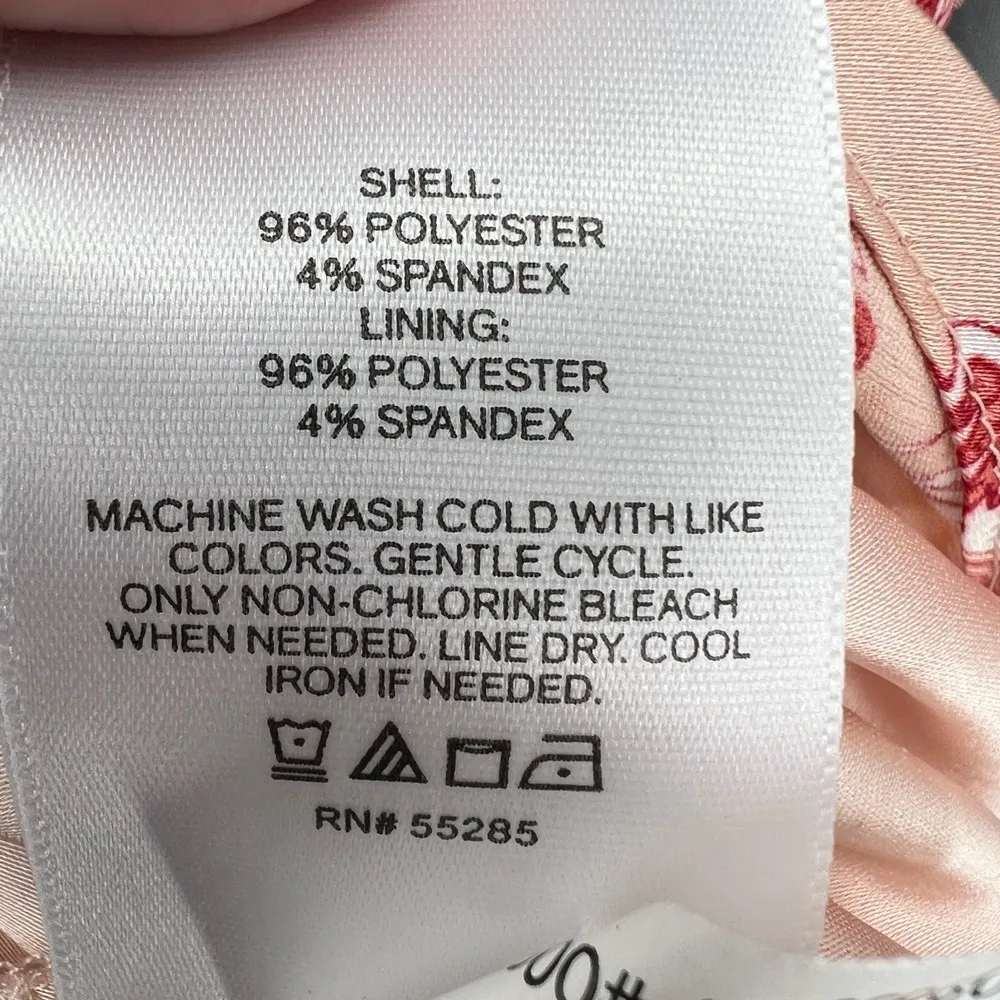 SHELL:
96% POLYESTER
4% SPANDEX
LINING:
96% POLYESTER
4% SPANDEX
MACHINE WASH COLD WITH LIKE
COLORS. GENTLE CYCLE.
ONLY NON-CHLORINE BLEACH
WHEN NEEDED. LINE DRY. COOL
IRON IF NEEDED.
RN# 55285